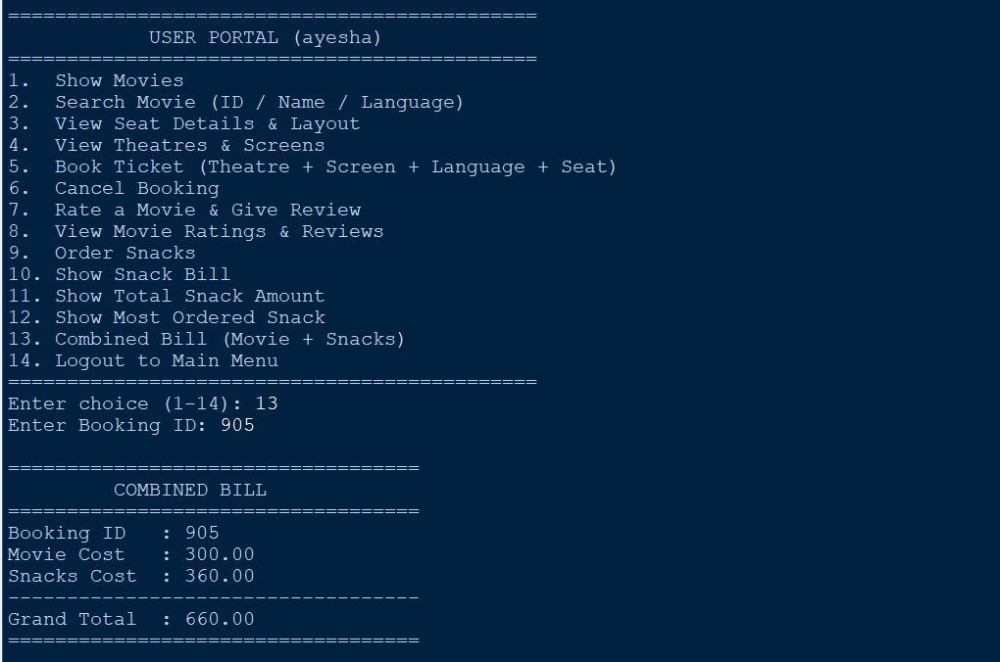 =============================================
            USER PORTAL (ayesha)
=============================================
1.  Show Movies
2.  Search Movie (ID / Name / Language)
3.  View Seat Details & Layout
4.  View Theatres & Screens
5.  Book Ticket (Theatre + Screen + Language + Seat)
6.  Cancel Booking
7.  Rate a Movie & Give Review
8.  View Movie Ratings & Reviews
9.  Order Snacks
10. Show Snack Bill
11. Show Total Snack Amount
12. Show Most Ordered Snack
13. Combined Bill (Movie + Snacks)
14. Logout to Main Menu
=============================================
Enter choice (1-14): 13
Enter Booking ID: 905

===================================
         COMBINED BILL
===================================
Booking ID   : 905
Movie Cost   : 300.00
Snacks Cost  : 360.00
-----------------------------------
Grand Total  : 660.00
===================================